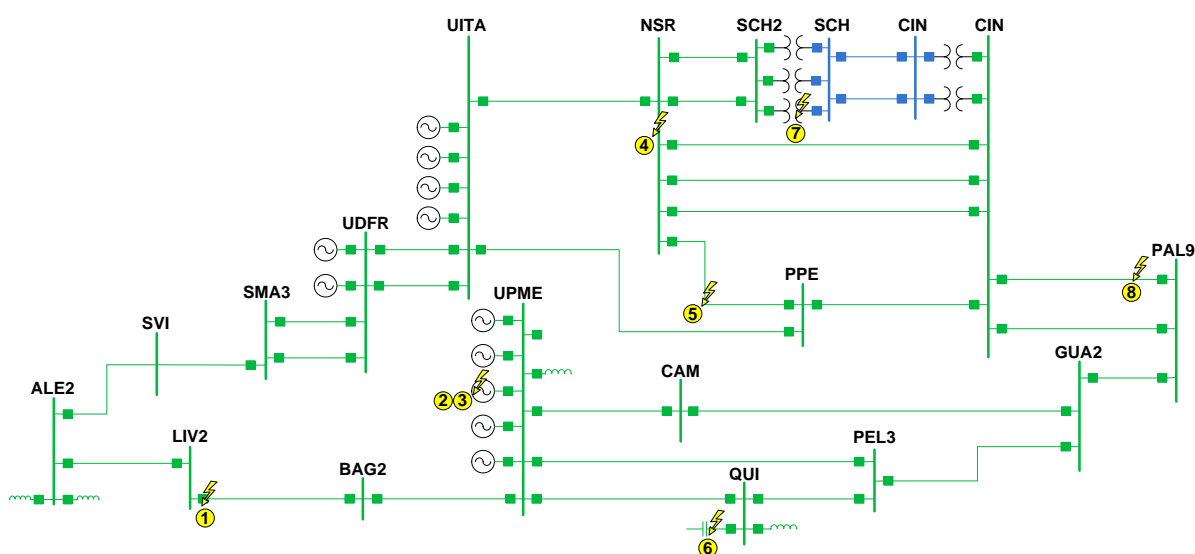 UITA
NSR
SCH2
SCH
CIN
CIN
4
7
UDFR
PAL9
SMA3
UPME
PPE
8
SVI
5
GUA2
ALE2
CAM
2 3
LIV2
PEL3
BAG2
QUI
1
6